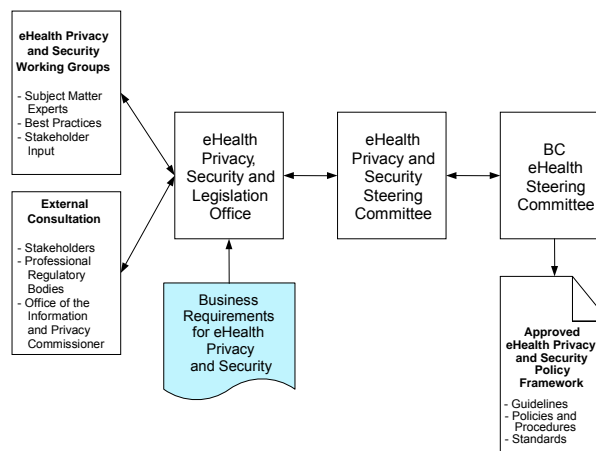 eHealth Privacy
and Security
Working Groups
- Subject Matter
Experts
- Best Practices
- Stakeholder
Input
External
Consultation
- Stakeholders
- Professional
Regulatory
Bodies
- Office of the
Information
and Privacy
Commissioner
eHealth
Privacy,
Security and
Legislation
Office
Business
Requirements
for eHealth
Privacy
and Security
eHealth
Privacy and
Security
Steering
Committee
BC
eHealth
Steering
Committee
Approved
eHealth Privacy
and Security
Policy
Framework
- Guidelines
- Policies and
Procedures
- Standards